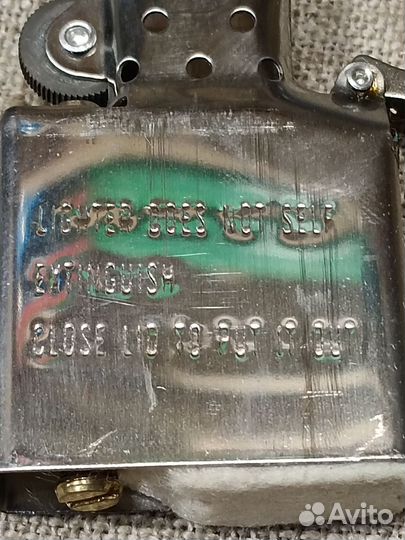 LIGHTER DOES NOT SELF
EXTINGUISH
CLOSE LID TO PUT IT OUT
Avito